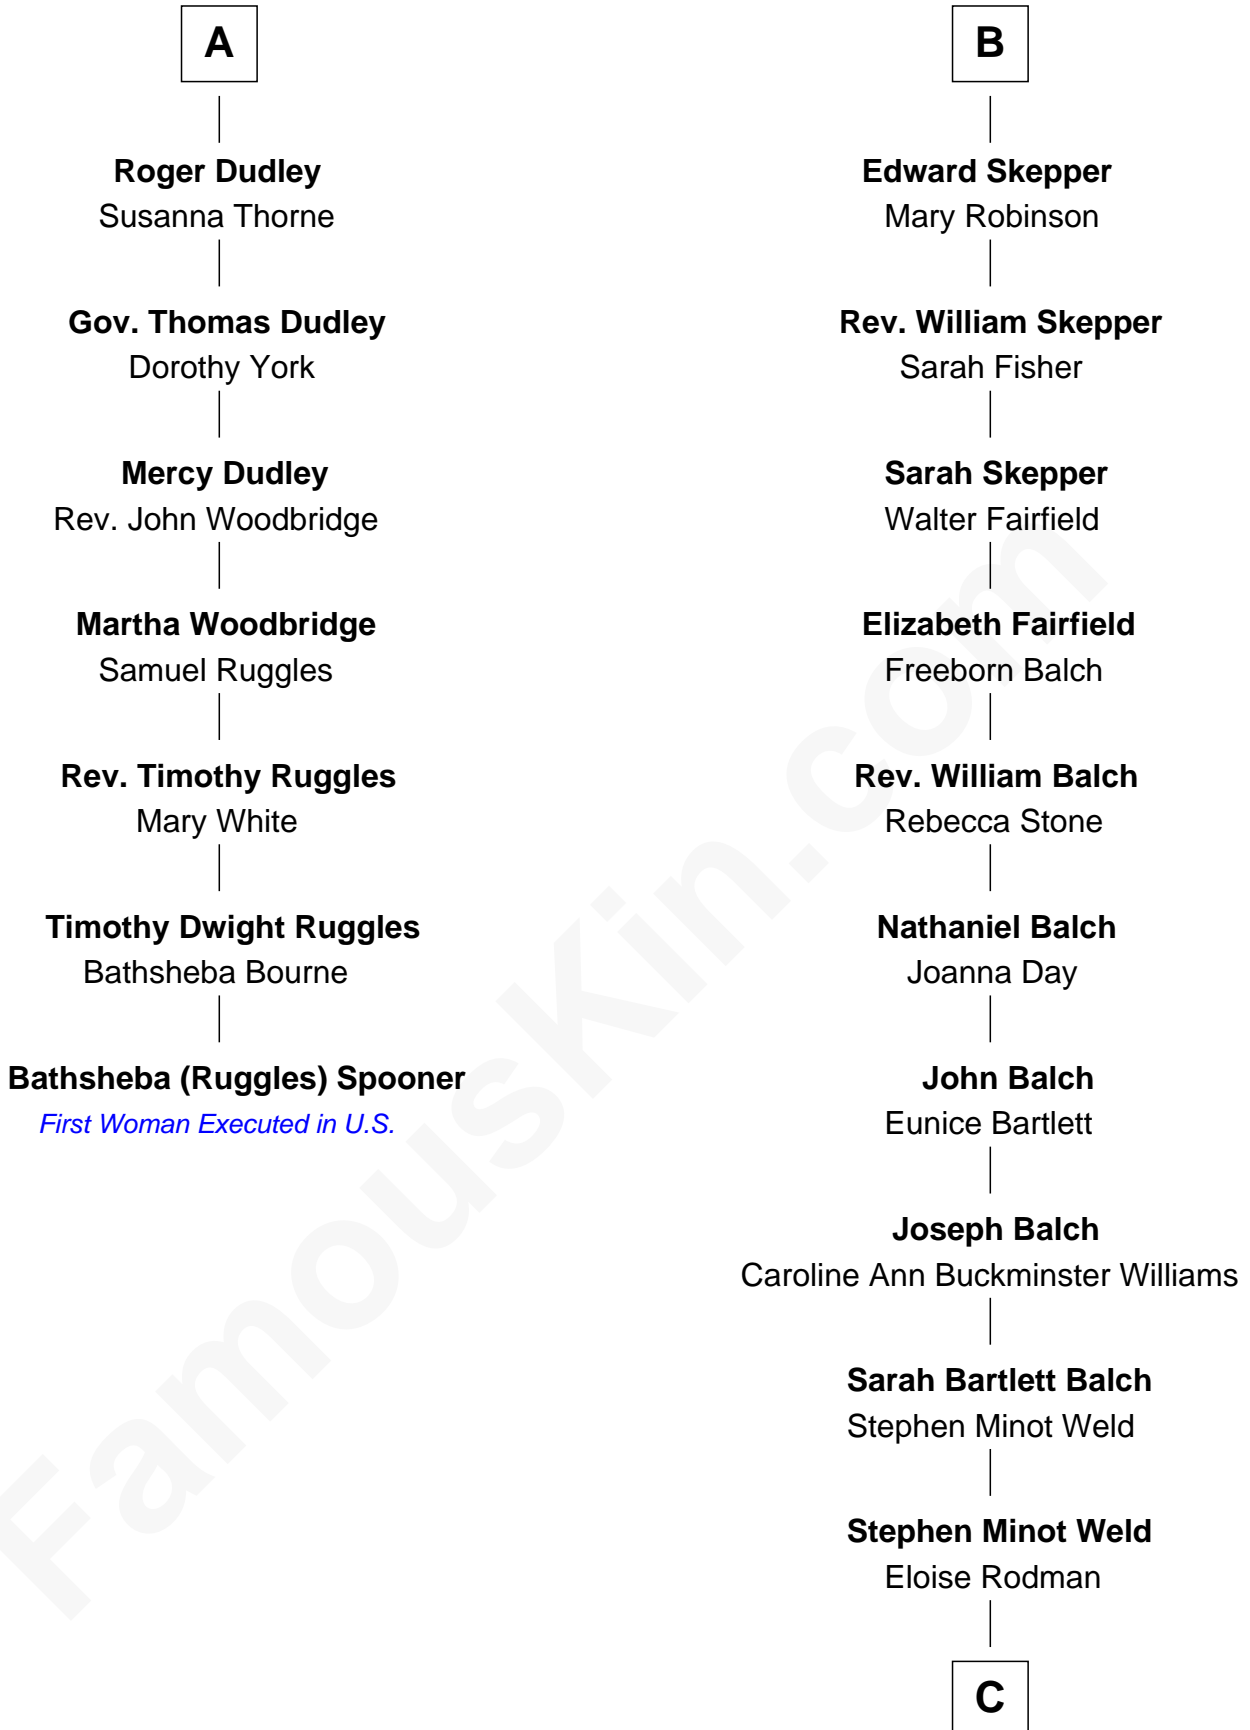 A
Roger Dudley
Susanna Thorne
Gov. Thomas Dudley
Dorothy York
Mercy Dudley
Rev. John Woodbridge
Martha Woodbridge
Samuel Ruggles
Rev. Timothy Ruggles
Mary White
Timothy Dwight Ruggles
Bathsheba Bourne
Bathsheba (Ruggles) Spooner
First Woman Executed in U.S.
B
Edward Skepper
Mary Robinson
Rev. William Skepper
Sarah Fisher
Sarah Skepper
Walter Fairfield
Elizabeth Fairfield
Freeborn Balch
Rev. William Balch
Rebecca Stone
Nathaniel Balch
Joanna Day
John Balch
Eunice Bartlett
Joseph Balch
Caroline Ann Buckminster Williams
Sarah Bartlett Balch
Stephen Minot Weld
Stephen Minot Weld
Eloise Rodman
C
FamousKin.com